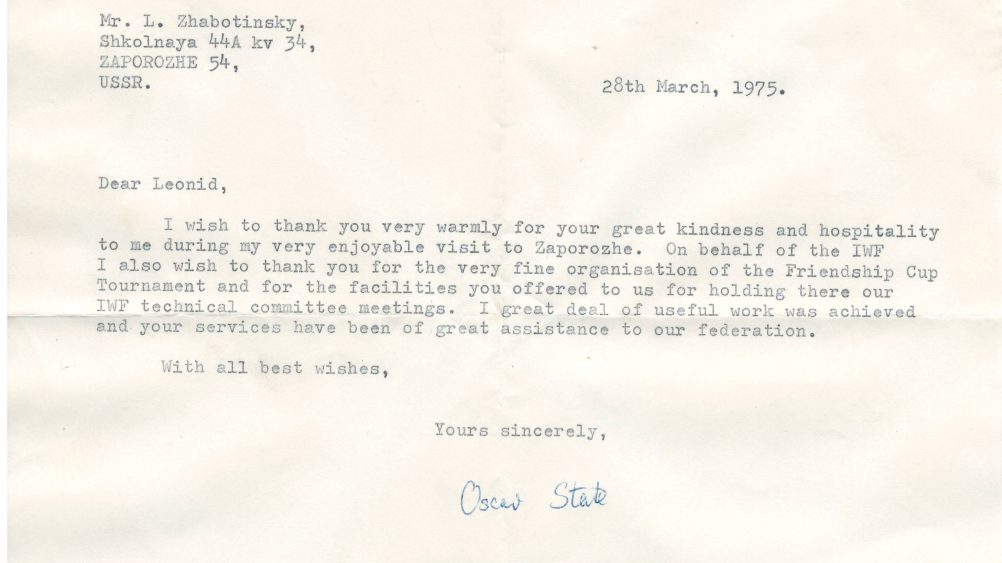 Mr. L. Zhabotinsky,
Shkolnaya 44A kv 34,
ZAPOROZHE 54,
USSR.
28th March, 1975.
Dear Leonid,
I wish to thank you very warmly for your great kindness and hospitality
to me during my very enjoyable visit to Zaporozhe. On behalf of the IWF
I also wish to thank you for the very fine organisation of the Friendship Cup
Tournament and for the facilities you offered to us for holding there our
IWF technical committee meetings. I great deal of useful work was achieved
and your services have been of great assistance to our federation.
With all best wishes,
Yours sincerely,
Oscar State